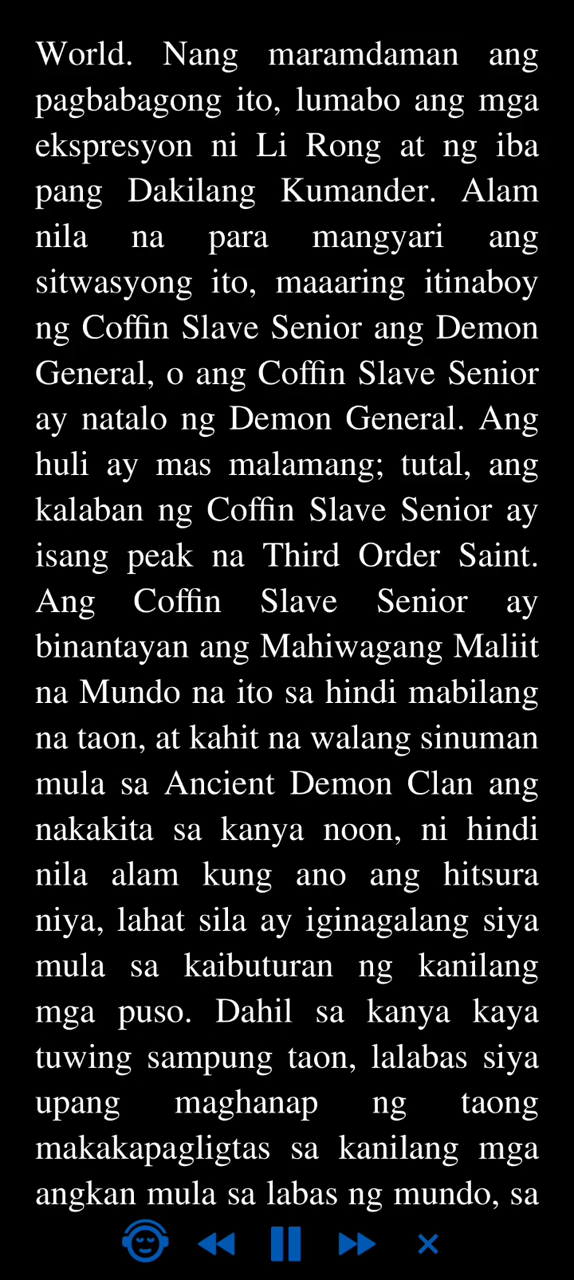 World. Nang maramdaman ang
pagbabagong ito, lumabo ang mga
ekspresyon ni Li Rong at ng iba
pang Dakilang Kumander. Alam
nila na para mangyari ang
sitwasyong ito, maaaring itinaboy
ng Coffin Slave Senior ang Demon
General, o ang Coffin Slave Senior
ay natalo ng Demon General. Ang
huli ay mas malamang; tutal, ang
kalaban ng Coffin Slave Senior ay
isang peak na Third Order Saint.
Ang Coffin Slave Senior ay
binantayan ang Mahiwagang Maliit
na Mundo na ito sa hindi mabilang
na taon, at kahit na walang sinuman
mula sa Ancient Demon Clan ang
nakakita sa kanya noon, ni hindi
nila alam kung ano ang hitsura
niya, lahat sila ay iginagalang siya
mula sa kaibuturan ng kanilang
mga puso. Dahil sa kanya kaya
tuwing sampung taon, lalabas siya
upang maghanap ng taong
makakapagligtas sa kanilang mga
angkan mula sa labas ng mundo, sa